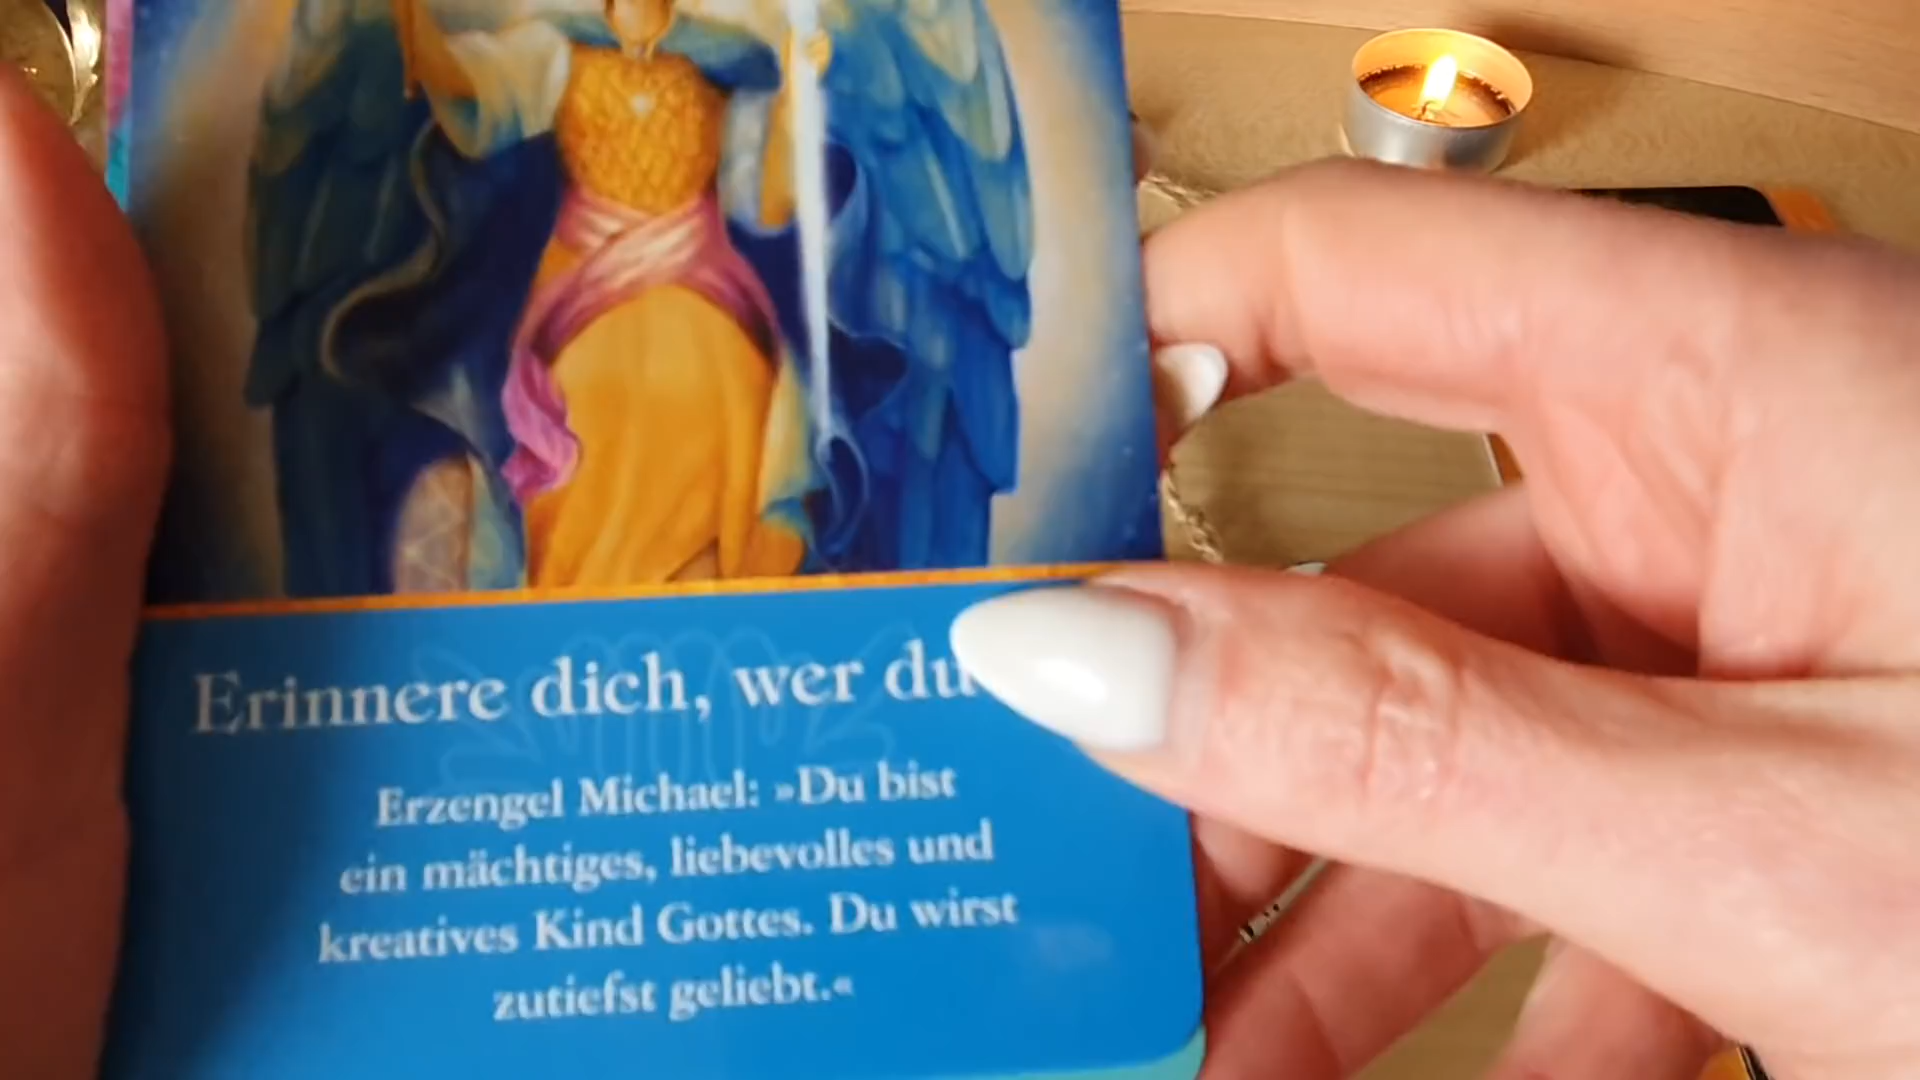 Erinnere dich, wer du
Erzengel Michael: »Du bist
ein mächtiges, liebevolles und
kreatives Kind Gottes. Du wirst
zutiefst geliebt.«